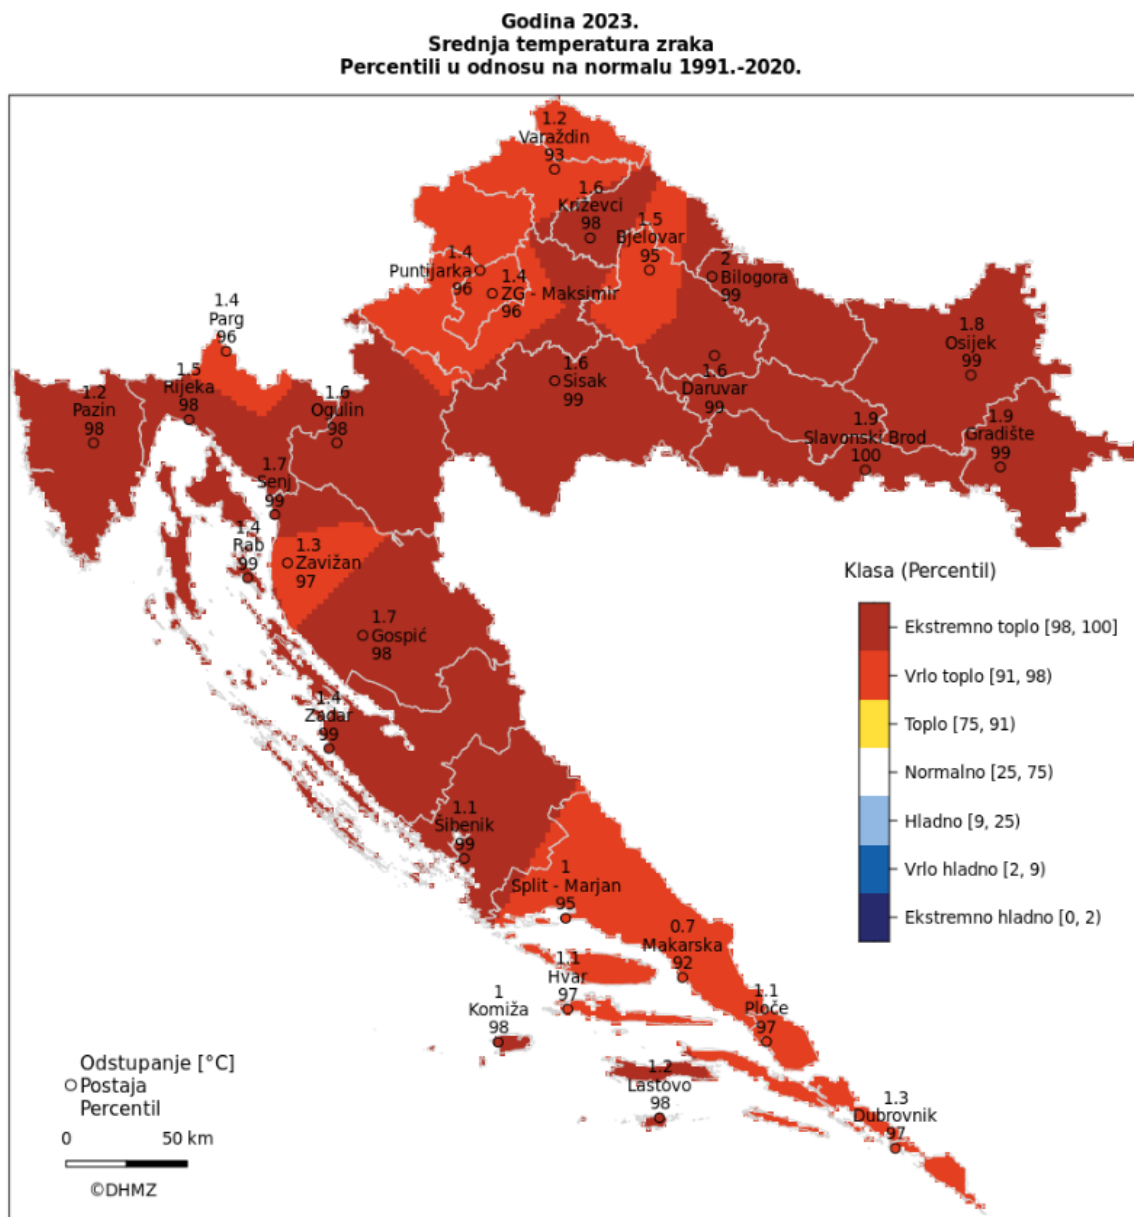 Godina 2023.
Srednja temperatura zraka
Percentili u odnosu na normalu 1991.-2020.
1.2
Varaždin
93
1.6
Križevci
98
1.5
Bjelovar
95
1.4
Puntijarka
96
1.4
ZG - Maksimir
96
2
Bilogora
99
1.4
Parg
96
1.8
Osijek
99
1.2
Pazin
98
1.5
Rijeka
98
1.6
Ogulin
98
1.6
Sisak
99
1.6
Daruvar
99
1.9
Slavonski Brod
100
1.9
Gradište
99
1.7
Senj
99
1.4
Rab
99
1.3
Zavižan
97
1.7
Gospić
98
1.4
Zadar
99
1.1
Šibenik
99
1
Split - Marjan
95
0.7
Makarska
92
1.1
Hvar
97
1
Komiža
98
1.1
Ploče
97
1.2
Lastovo
98
1.3
Dubrovnik
97
Klasa (Percentil)
Ekstremno toplo [98, 100]
Vrlo toplo [91, 98)
Toplo [75, 91)
Normalno [25, 75)
Hladno [9, 25)
Vrlo hladno [2, 9)
Ekstremno hladno [0, 2)
Odstupanje [°C]
Postaja
Percentil
0 50 km
©DHMZ